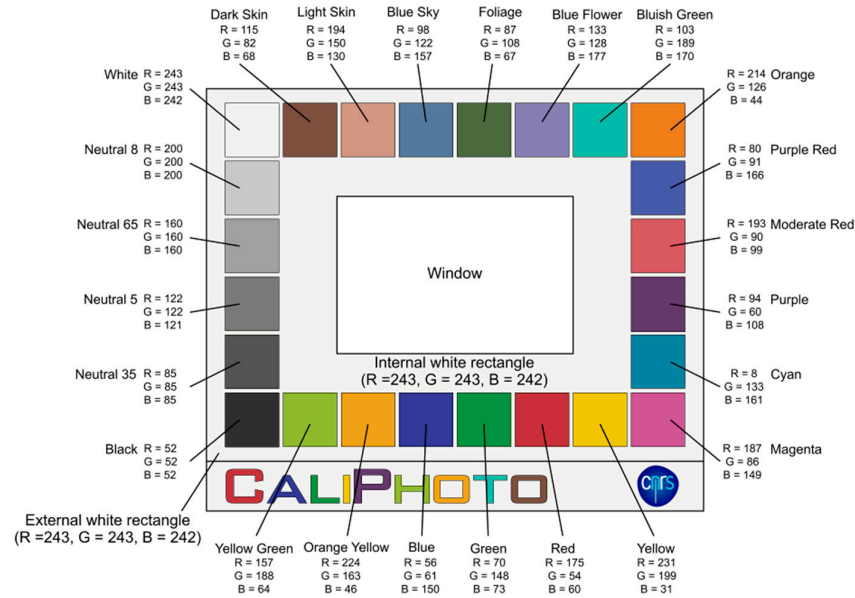 Dark Skin
R = 115
G = 82
B = 68
Light Skin
R = 194
G = 150
B = 130
Blue Sky
R = 98
G = 122
B = 157
Foliage
R = 87
G = 108
B = 67
Blue Flower
R = 133
G = 128
B = 177
Bluish Green
R = 103
G = 189
B = 170
White R = 243
G = 243
B = 242
R = 214 Orange
G = 126
B = 44
Neutral 8 R = 200
G = 200
B = 200
R = 80 Purple Red
G = 91
B = 166
Neutral 65 R = 160
G = 160
B = 160
R = 193 Moderate Red
G = 90
B = 99
Window
Neutral 5 R = 122
G = 122
B = 121
R = 94 Purple
G = 60
B = 108
Internal white rectangle
(R =243, G = 243, B = 242)
Neutral 35 R = 85
G = 85
B = 85
R = 8 Cyan
G = 133
B = 161
Black R = 52
G = 52
B = 52
R = 187 Magenta
G = 86
B = 149
CALIPHOTO
cnrs
External white rectangle
(R =243, G = 243, B = 242)
Yellow Green
R = 157
G = 188
B = 64
Orange Yellow
R = 224
G = 163
B = 46
Blue
R = 56
G = 61
B = 150
Green
R = 70
G = 148
B = 73
Red
R = 175
G = 54
B = 60
Yellow
R = 231
G = 199
B = 31